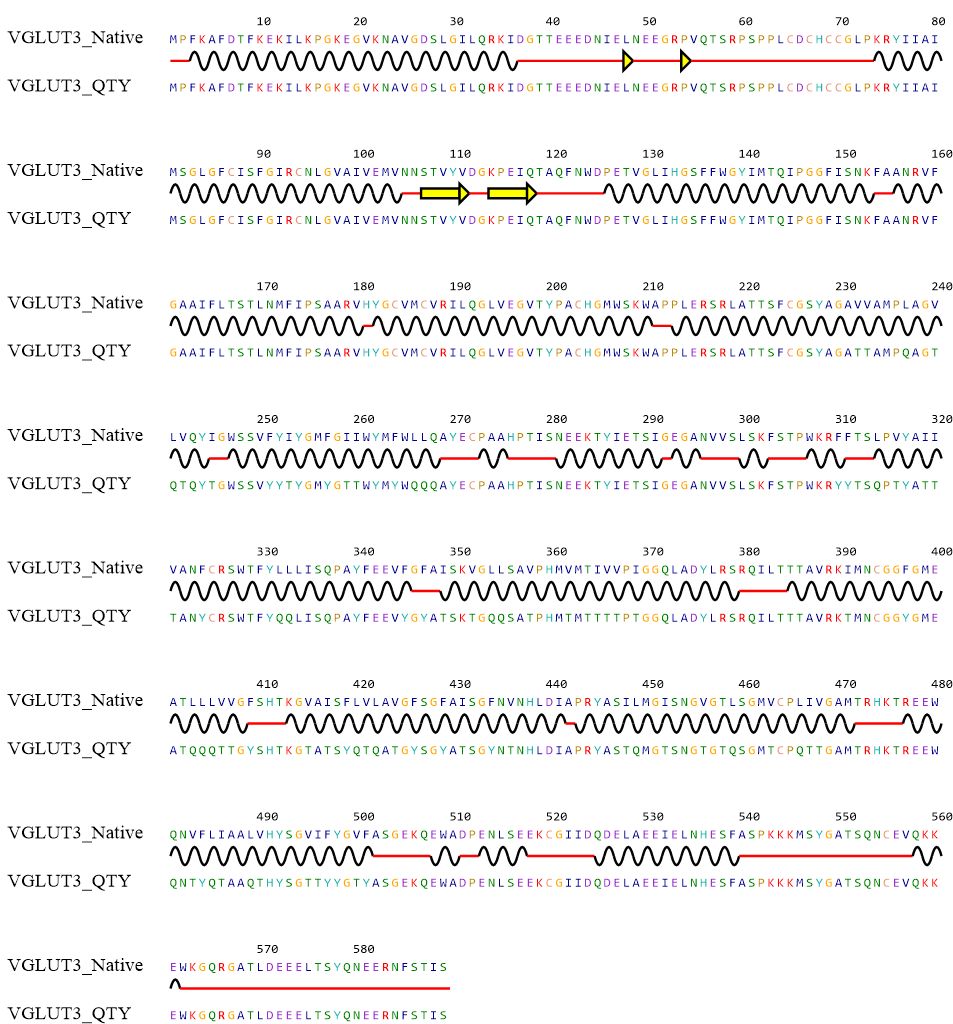 10 20 30 40 50 60 70 80
VGLUT3_Native MPFKAFDTFKEKILKPGKEGVKNAVGDSLGILQRKIDGTTEEEDNIELNEEGRPVQTSRPSPPLCDCHCCGLPKRYIIAI
VGLUT3_QTY MPFKAFDTFKEKILKPGKEGVKNAVGDSLGILQRKIDGTTEEEDNIELNEEGRPVQTSRPSPPLCDCHCCGLPKRYIIAI
90 100 110 120 130 140 150 160
VGLUT3_Native MSGLGFCISFGIRCNLGVAIVEMVNNSTVYVDGKPEIQTAQFNWDPETVGLIHGSFFWGYIMTQIPGGFISNKFAANRVF
VGLUT3_QTY MSGLGFCISFGIRCNLGVAIVEMVNNSTVYVDGKPEIQTAQFNWDPETVGLIHGSFFWGYIMTQIPGGFISNKFAANRVF
170 180 190 200 210 220 230 240
VGLUT3_Native GAAIFLTSTLNMFIPSAARVHYGCVMCVRILQGLVEGVTYPACHGMWSKWAPPLERSRLATTSFCGSYAGAVVAMPLAGV
VGLUT3_QTY GAAIFLTSTLNMFIPSAARVHYGCVMCVRILQGLVEGVTYPACHGMWSKWAPPLERSRLATTSFCGSYAGATTAMPQAGT
250 260 270 280 290 300 310 320
VGLUT3_Native LVQYIGWSSVFYIYGMFGIIWYMFWLLQAYECPAAHPTISNEEKTYIETSIGEGANVVSLSKFSTPWKRFFTSLPVYAII
VGLUT3_QTY QTQYTGWSSVYYTYGMYGTTWYMYWQQQAYECPAAHPTISNEEKTYIETSIGEGANVVSLSKFSTPWKRYYTSQPTYATT
330 340 350 360 370 380 390 400
VGLUT3_Native VANFCRSWTFYLLLISQPAYFEEVFGFAISKVGLLSAVPHMVMTIVVPIGGQLADYLRSRQILTTTAVRKIMNCGGFGME
VGLUT3_QTY TANYCRSWTFYQQLISQPAYFEEVYGYATSKTGQQSATPHMTMTTTTPTGGQLADYLRSRQILTTTAVRKTMNCGGYGME
410 420 430 440 450 460 470 480
VGLUT3_Native ATLLLVVGFSHTKGVAISFLVLAVGFSGFAISGFNVNHLDIAPRYASILMGISNGVGTLSGMVCPLIVGAMTRHKTREEW
VGLUT3_QTY ATQQQTTGYSHTKGTATSYQTQATGYSGYATSGYNTNHLDIAPRYASTQMGTSNGTGTQSGMTCPQTTGAMTRHKTREEW
490 500 510 520 530 540 550 560
VGLUT3_Native QNVFLIAALVHYSGVIFYGVFASGEKQEWADPENLSEEKCGIIDQDELAEEIELNHESFASPKKKMSYGATSQNCEVQKK
VGLUT3_QTY QNTYQTAAQTHYSGTTYYGTYASGEKQEWADPENLSEEKCGIIDQDELAEEIELNHESFASPKKKMSYGATSQNCEVQKK
570 580
VGLUT3_Native EWKGQRGATLDEEELTSYQNEERNFSTIS
VGLUT3_QTY EWKGQRGATLDEEELTSYQNEERNFSTIS